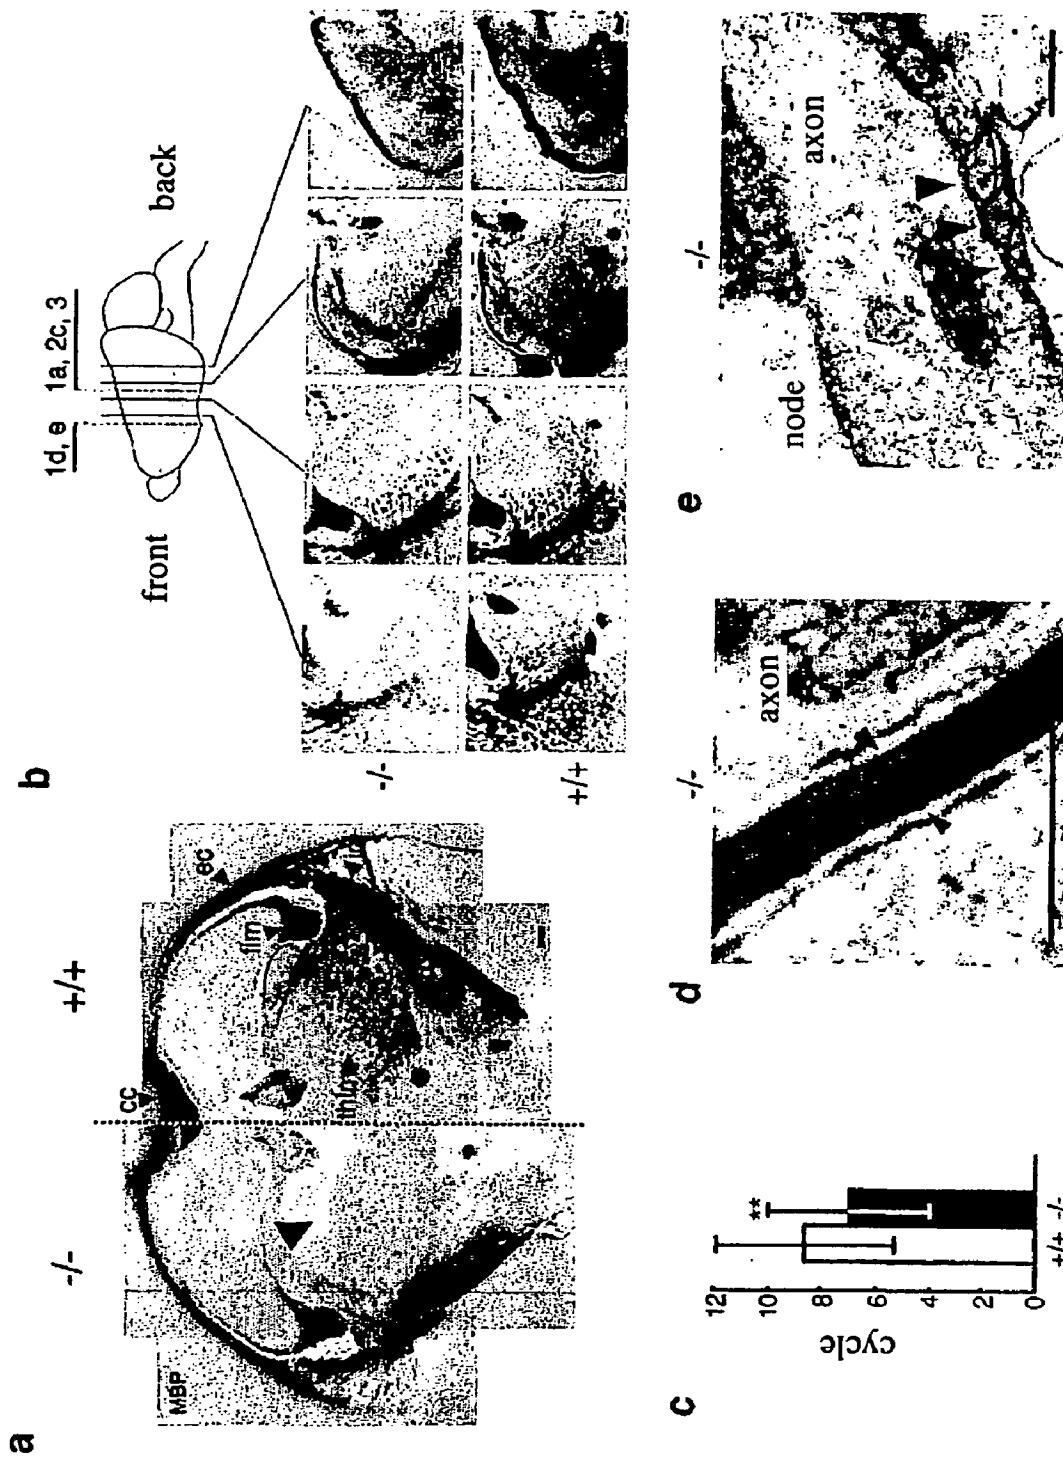 a
-/-
+/+
MBP
cc
ec
fim
ic
b
1d, e
1a, 2c, 3
front
back
-/-
+/+
c
cycle
12
10
8
6
4
2
0
**
+/+
-/-
d
-/-
axon
e
-/-
node
axon